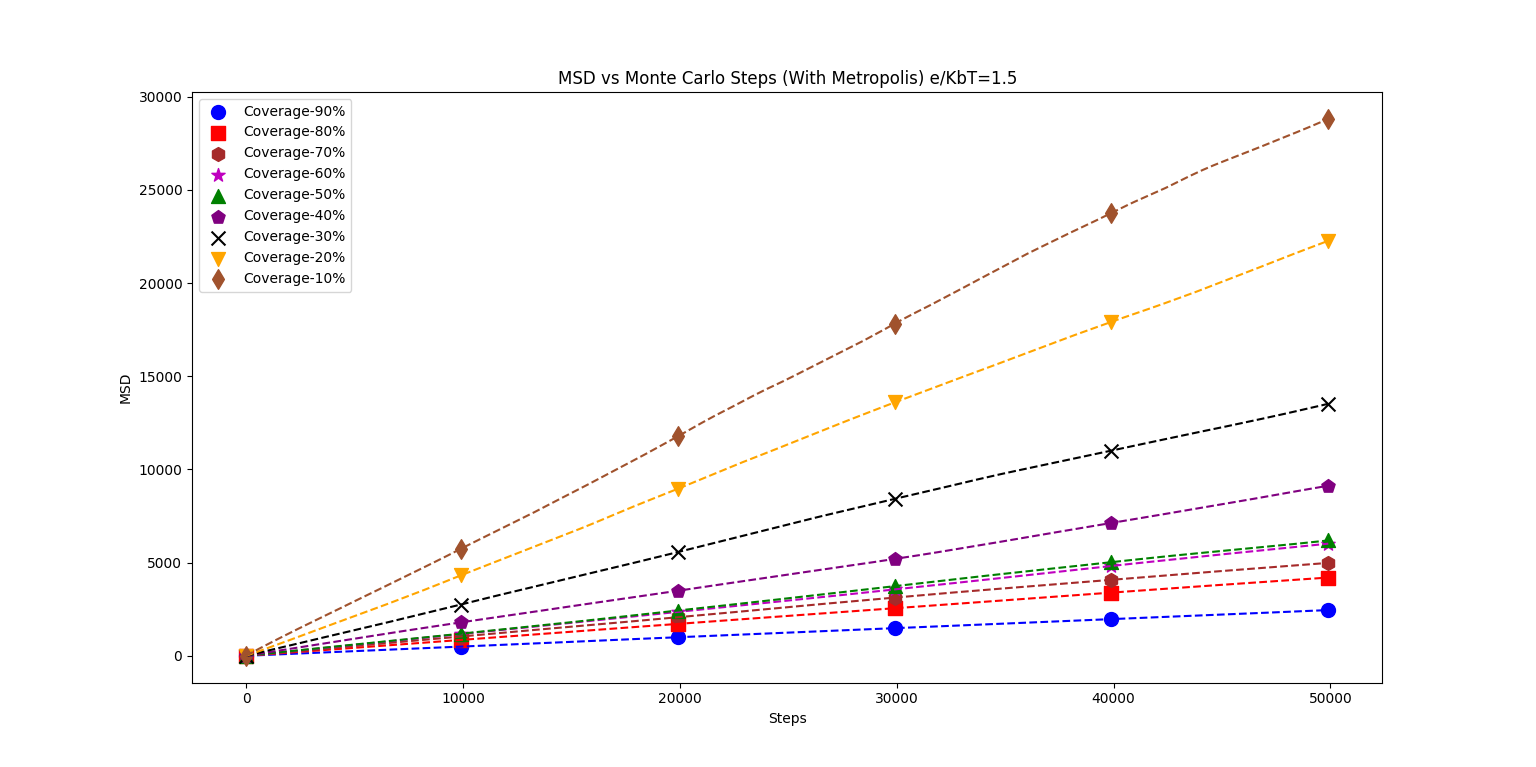 MSD vs Monte Carlo Steps (With Metropolis) e/KbT=1.5
30000
25000
20000
15000
10000
5000
0
MSD
Coverage-90%
Coverage-80%
Coverage-70%
Coverage-60%
Coverage-50%
Coverage-40%
Coverage-30%
Coverage-20%
Coverage-10%
0 10000 20000 30000 40000 50000
Steps